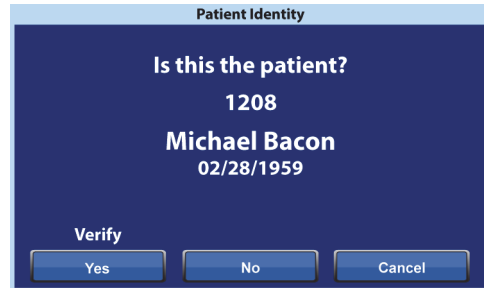 Patient Identity
Is this the patient?
1208
Michael Bacon
02/28/1959
Verify
Yes No Cancel